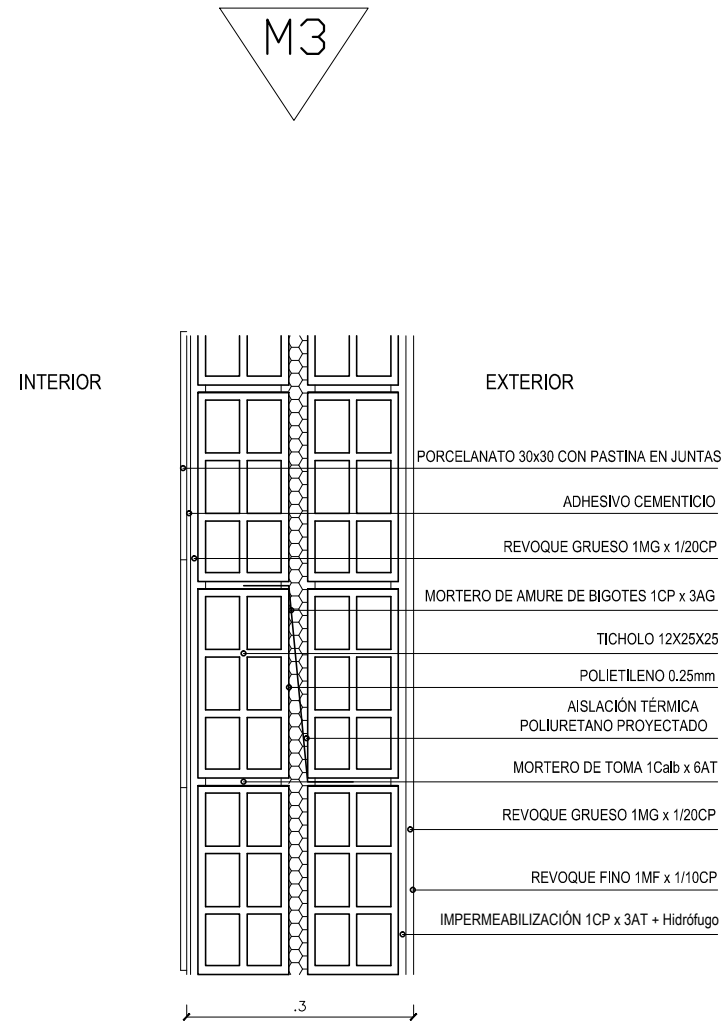 M3
INTERIOR
EXTERIOR
PORCELANATO 30x30 CON PASTINA EN JUNTAS
ADHESIVO CEMENTICIO
REVOQUE GRUESO 1MG x 1/20CP
MORTERO DE AMURE DE BIGOTES 1CP x 3AG
TICHOLO 12X25X25
POLIETILENO 0.25mm
AISLACIÓN TÉRMICA
POLIURETANO PROYECTADO
MORTERO DE TOMA 1Calb x 6AT
REVOQUE GRUESO 1MG x 1/20CP
REVOQUE FINO 1MF x 1/10CP
IMPERMEABILIZACIÓN 1CP x 3AT + Hidrófugo
.3